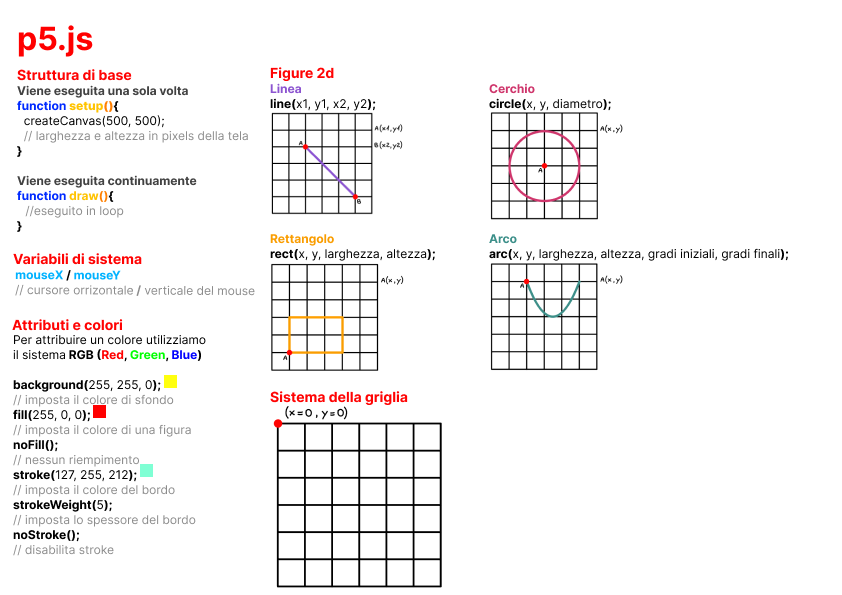 p5.js
Struttura di base
Viene eseguita una sola volta
function setup(){
createCanvas(500, 500);
// larghezza e altezza in pixels della tela
}
Viene eseguita continuamente
function draw(){
//eseguito in loop
}
Variabili di sistema
mouseX / mouseY
// cursore orrizontale / verticale del mouse
Attributi e colori
Per attribuire un colore utilizziamo
il sistema RGB (Red, Green, Blue)
background(255, 255, 0);
// imposta il colore di sfondo
fill(255, 0, 0);
// imposta il colore di una figura
noFill();
// nessun riempimento
stroke(127, 255, 212);
// imposta il colore del bordo
strokeWeight(5);
// imposta lo spessore del bordo
noStroke();
// disabilita stroke
Figure 2d
Linea
line(x1, y1, x2, y2);
A(x1,y1)
B(x2,y2)
A
B
Cerchio
circle(x, y, diametro);
A(x,y)
A
Rettangolo
rect(x, y, larghezza, altezza);
A(x,y)
A
Arco
arc(x, y, larghezza, altezza, gradi iniziali, gradi finali);
A(x,y)
A
Sistema della griglia
(x=0, y=0)